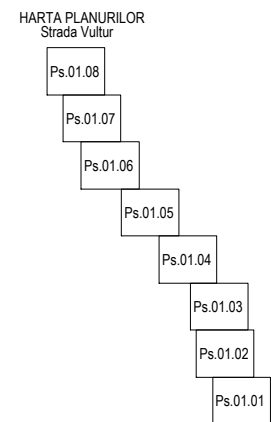 HARTA PLANURILOR
Strada Vultur
Ps.01.08
Ps.01.07
Ps.01.06
Ps.01.05
Ps.01.04
Ps.01.03
Ps.01.02
Ps.01.01